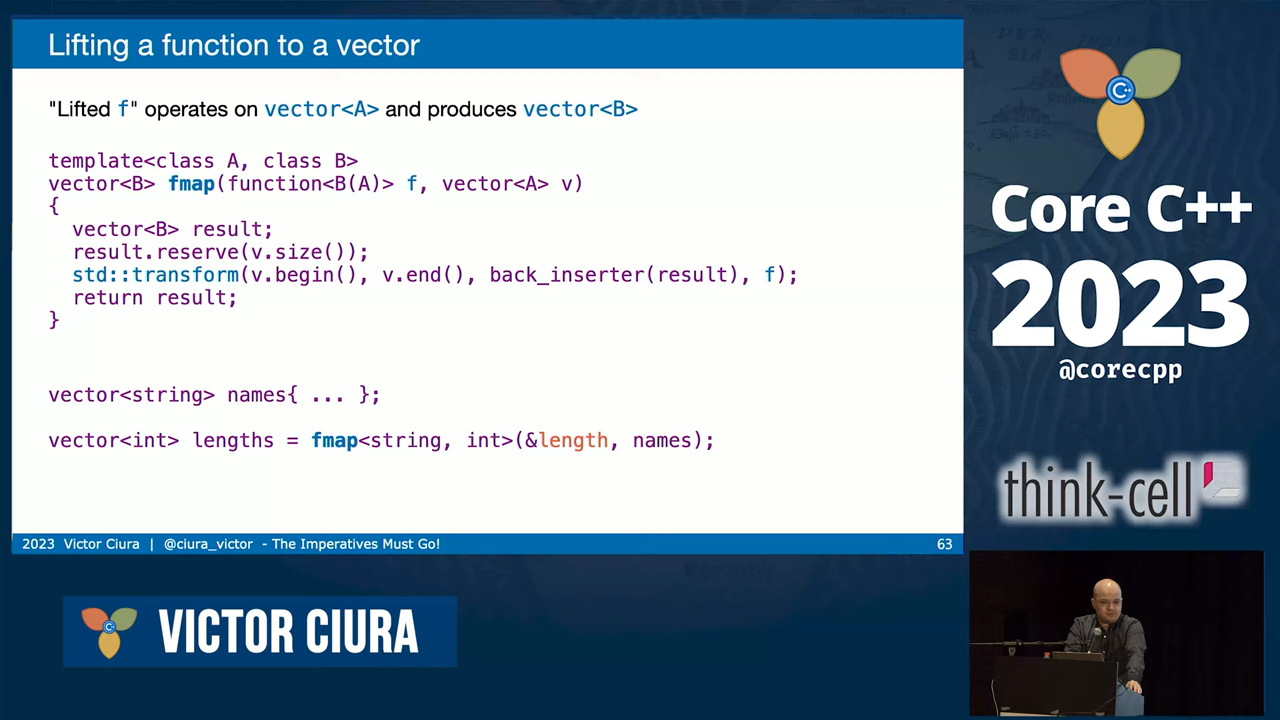 Lifting a function to a vector
"Lifted f" operates on vector<A> and produces vector<B>
template<class A, class B>
vector<B> fmap(function<B(A)> f, vector<A> v)
{
vector<B> result;
result.reserve(v.size());
std::transform(v.begin(), v.end(), back_inserter(result), f);
return result;
}
vector<string> names{ ... };
vector<int> lengths = fmap<string, int>(&length, names);
2023 Victor Ciura | @ciura_victor - The Imperatives Must Go!
63
C++
Core C++
2023
@corecpp
think-cell
C++
VICTOR CIURA